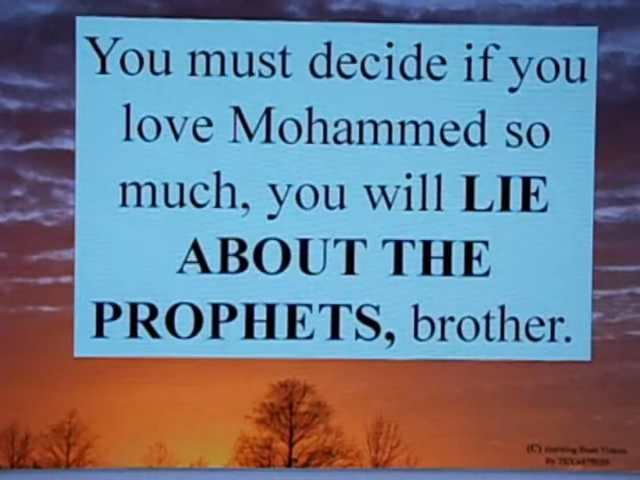 You must decide if you
love Mohammed so
much, you will LIE
ABOUT THE
PROPHETS, brother.
(C)